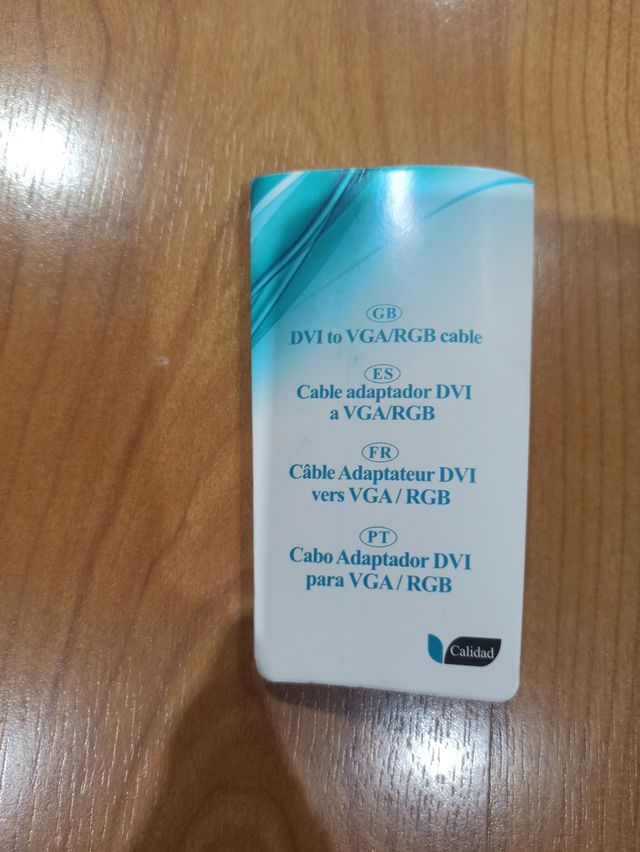 GB
DVI to VGA/RGB cable
ES
Cable adaptador DVI
a VGA/RGB
FR
Câble Adaptateur DVI
vers VGA / RGB
PT
Cabo Adaptador DVI
para VGA / RGB
Calidad